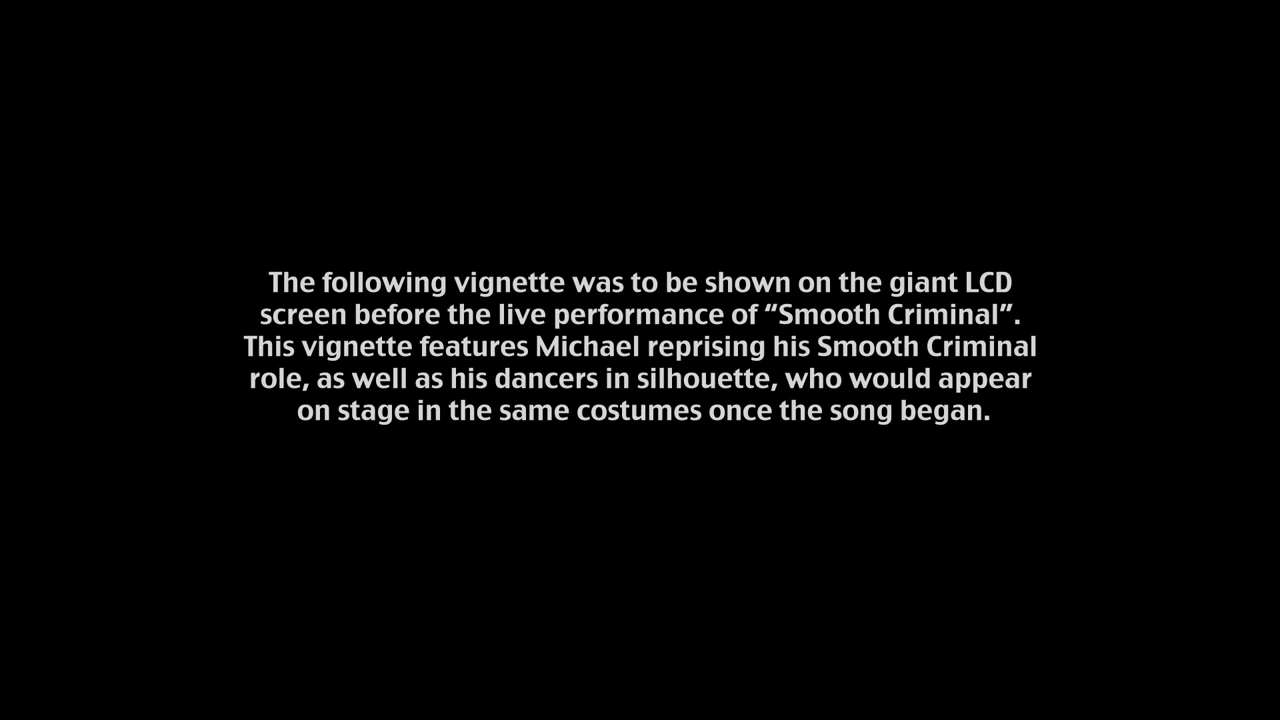 The following vignette was to be shown on the giant LCD
screen before the live performance of “Smooth Criminal”.
This vignette features Michael reprising his Smooth Criminal
role, as well as his dancers in silhouette, who would appear
on stage in the same costumes once the song began.